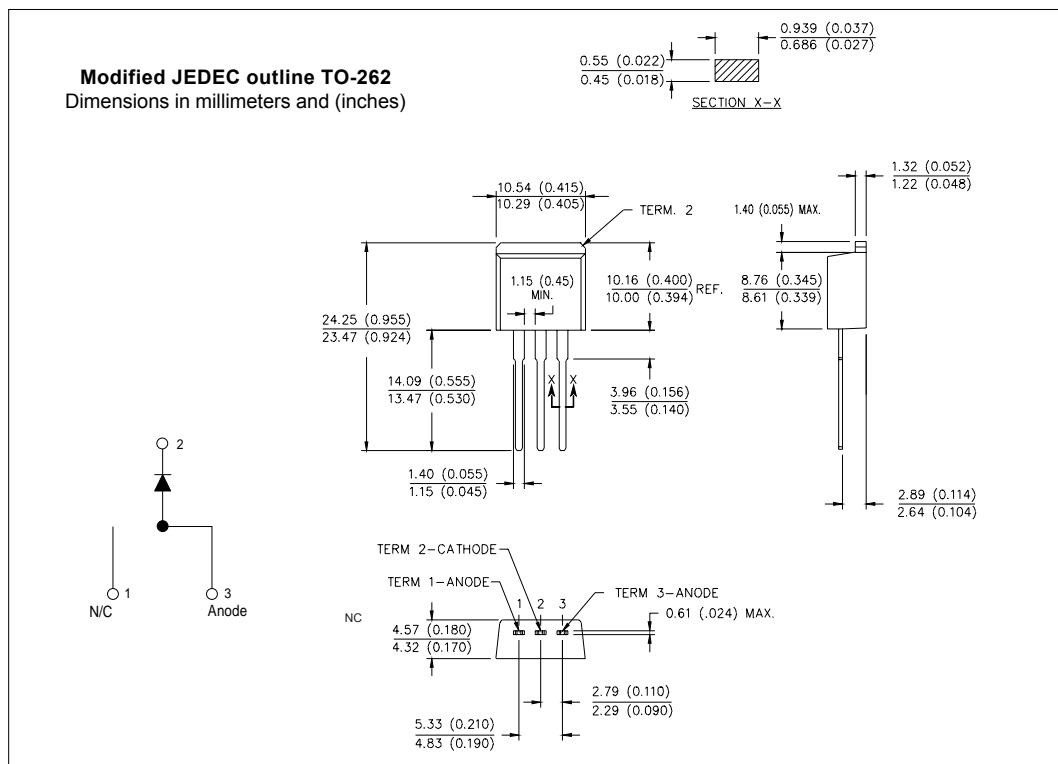 Modified JEDEC outline TO-262
Dimensions in millimeters and (inches)
0.939 (0.037)
0.686 (0.027)
0.55 (0.022)
0.45 (0.018)
SECTION X-X
10.54 (0.415)
10.29 (0.405)
TERM. 2
1.32 (0.052)
1.22 (0.048)
1.40 (0.055) MAX.
1.15 (0.45)
MIN.
10.16 (0.400)
10.00 (0.394)
REF.
8.76 (0.345)
8.61 (0.339)
24.25 (0.955)
23.47 (0.924)
14.09 (0.555)
13.47 (0.530)
X X
3.96 (0.156)
3.55 (0.140)
1.40 (0.055)
1.15 (0.045)
2.89 (0.114)
2.64 (0.104)
2
1
N/C
3
Anode
TERM 2-CATHODE
TERM 1-ANODE
TERM 3-ANODE
1 2 3
0.61 (.024) MAX.
NC
4.57 (0.180)
4.32 (0.170)
2.79 (0.110)
2.29 (0.090)
5.33 (0.210)
4.83 (0.190)